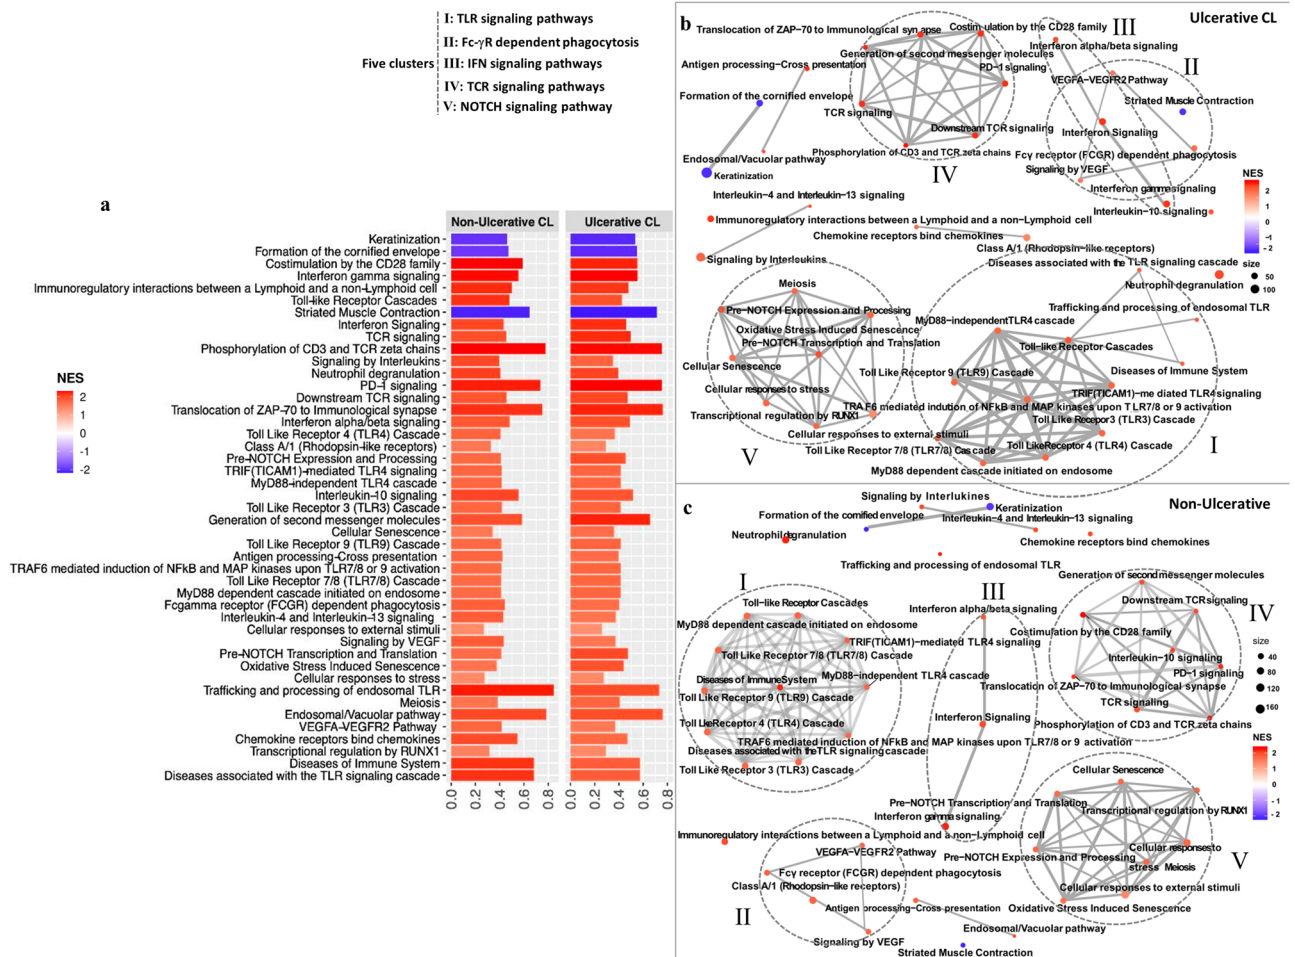 Five clusters
I: TLR signaling pathways
II: Fc-γR dependent phagocytosis
III: IFN signaling pathways
IV: TCR signaling pathways
V: NOTCH signaling pathway
a
Non-Ulcerative CL
Ulcerative CL
Keratinization
Formation of the cornified envelope
Costimulation by the CD28 family
Interferon gamma signaling
Immunoregulatory interactions between a Lymphoid and a non-Lymphoid cell
Toll-like Receptor Cascades
Striated Muscle Contraction
Interferon Signaling
TCR signaling
Phosphorylation of CD3 and TCR zeta chains
Signaling by Interleukins
Neutrophil degranulation
PD-1 signaling
Downstream TCR signaling
Translocation of ZAP-70 to Immunological synapse
Interferon alpha/beta signaling
Toll Like Receptor 4 (TLR4) Cascade
Class A/1 (Rhodopsin-like receptors)
Pre-NOTCH Expression and Processing
TRIF(TICAM1)-mediated TLR4 signaling
MyD88-independent TLR4 cascade
Interleukin-10 signaling
Toll Like Receptor 3 (TLR3) Cascade
Generation of second messenger molecules
Cellular Senescence
Toll Like Receptor 9 (TLR9) Cascade
Antigen processing-Cross presentation
TRAF6 mediated induction of NFkB and MAP kinases upon TLR7/8 or 9 activation
Toll Like Receptor 7/8 (TLR7/8) Cascade
MyD88 dependent cascade initiated on endosome
Fcgamma receptor (FCGR) dependent phagocytosis
Interleukin-4 and Interleukin-13 signaling
Cellular responses to external stimuli
Signaling by VEGF
Pre-NOTCH Transcription and Translation
Oxidative Stress Induced Senescence
Cellular responses to stress
Trafficking and processing of endosomal TLR
Meiosis
Endosomal/Vacuolar pathway
VEGFA-VEGFR2 Pathway
Chemokine receptors bind chemokines
Transcriptional regulation by RUNX1
Diseases of Immune System
Diseases associated with the TLR signaling cascade
0.0 0.2 0.4 0.6 0.8 0.0 0.2 0.4 0.6 0.8
NES
2
1
0
-1
-2
b
Ulcerative CL
Translocation of ZAP-70 to Immunological synapse
Costimulation by the CD28 family
III
Interferon alpha/beta signaling
Generation of second messenger molecules
Antigen processing-Cross presentation
PD-1 signaling
II
VEGFA-VEGFR2 Pathway
Formation of the cornified envelope
Striated Muscle Contraction
TCR signaling
Downstream TCR signaling
Interferon Signaling
Phosphorylation of CD3 and TCR zeta chains
Fcγ receptor (FCGR) dependent phagocytosis
Endosomal/Vacuolar pathway
Signaling by VEGF
Keratinization
IV
Interferon gamma signaling
Interleukin-4 and Interleukin-13 signaling
Interleukin-10 signaling
Immunoregulatory interactions between a Lymphoid and a non-Lymphoid cell
Chemokine receptors bind chemokines
Class A/1 (Rhodopsin-like receptors)
Signaling by Interleukins
Diseases associated with the TLR signaling cascade
Neutrophil degranulation
NES
2
1
0
-1
-2
size
50
100
Meiosis
Trafficking and processing of endosomal TLR
Pre-NOTCH Expression and Processing
MyD88-independentTLR4 cascade
Oxidative Stress Induced Senescence
Pre-NOTCH Transcription and Translation
Toll-like Receptor Cascades
Cellular Senescence
Toll Like Receptor 9 (TLR9) Cascade
Diseases of Immune System
Cellular responses to stress
TRIF(TICAM1)-me diated TLR4 signaling
Transcriptional regulation by RUNX1
TRA F6 mediated indution of NFkB and MAP kinases upon TLR7/8 or 9 activation
Toll Like Recepor3 (TLR3) Cascade
Cellular responses to external stimuli
Toll LikeReceptor 4 (TLR4) Cascade
V
Toll Like Receptor 7/8 (TLR7/8) Cascade
I
MyD88 dependent cascade initiated on endosome
c
Non-Ulcerative
Signaling by Interlukines
Keratinization
Formation of the cornified envelope
Interleukin-4 and Interleukin-13 signaling
Neutrophil degranulation
Chemokine receptors bind chemokines
Trafficking and processing of endosomal TLR
I
III
Generation of second messenger molecules
Toll-like Receptor Cascades
Downstream TCR signaling
IV
Interferon alpha/beta signaling
MyD88 dependent cascade initiated on endosome
Costimulation by the CD28 family
TRIF(TICAM1)-mediated TLR4 signaling
Toll Like Receptor 7/8 (TLR7/8) Cascade
Interleukin-10 signaling
size
40
80
120
160
Diseases of ImmuneSystem
MyD88-independent TLR4 cascade
PD-1 signaling
Translocation of ZAP-70 to Immunological synapse
Toll Like Receptor 9 (TLR9) Cascade
TCR signaling
Toll LikeReceptor 4 (TLR4) Cascade
Interferon Signaling
Phosphorylation of CD3 and TCR zeta chains
TRAF6 mediated induction of NFkB and MAP kinases upon TLR7/8 or 9 activation
Diseases associated with the TLR signaling cascade
NES
2
1
0
-1
-2
Toll Like Receptor 3 (TLR3) Cascade
Cellular Senescence
Pre-NOTCH Transcription and Translation
Transcriptional regulation by RUNX1
Interferon gamma signaling
Immunoregulatory interactions between a Lymphoid and a non-Lymphoid cell
VEGFA-VEGFR2 Pathway
Pre-NOTCH Expression and Processing
Cellular responses to
stress
Meiosis
V
Fcγ receptor (FCGR) dependent phagocytosis
Class A/1 (Rhodopsin-like receptors)
Cellular responses to external stimuli
II
Antigen processing-Cross presentation
Oxidative Stress Induced Senescence
Endosomal/Vacuolar pathway
Signaling by VEGF
Striated Muscle Contraction